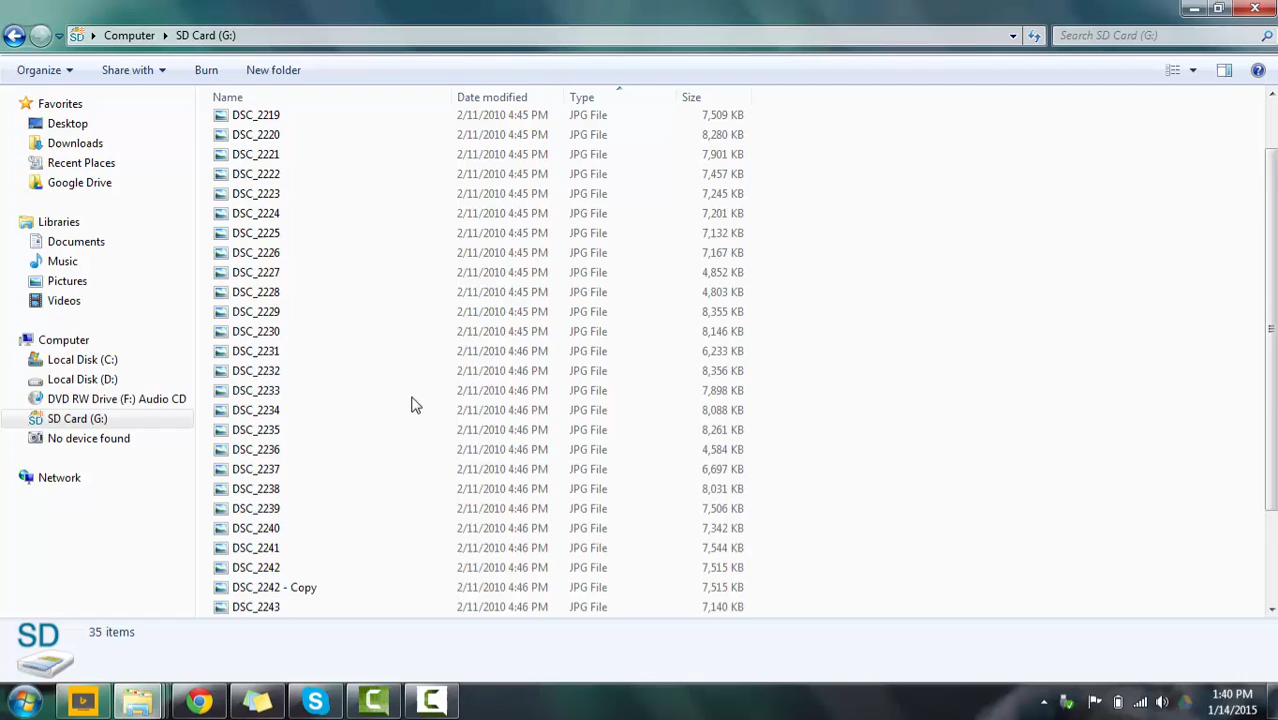 Computer SD Card (G:) Search SD Card (G:)
Organize Share with Burn New folder
Name Date modified Type Size
Favorites
Desktop
Downloads
Recent Places
Google Drive
Libraries
Documents
Music
Pictures
Videos
Computer
Local Disk (C:)
Local Disk (D:)
DVD RW Drive (F:) Audio CD
SD Card (G:)
No device found
Network
DSC_2219 2/11/2010 4:45 PM JPG File 7,509 KB
DSC_2220 2/11/2010 4:45 PM JPG File 8,280 KB
DSC_2221 2/11/2010 4:45 PM JPG File 7,901 KB
DSC_2222 2/11/2010 4:45 PM JPG File 7,457 KB
DSC_2223 2/11/2010 4:45 PM JPG File 7,245 KB
DSC_2224 2/11/2010 4:45 PM JPG File 7,201 KB
DSC_2225 2/11/2010 4:45 PM JPG File 7,132 KB
DSC_2226 2/11/2010 4:45 PM JPG File 7,167 KB
DSC_2227 2/11/2010 4:45 PM JPG File 4,852 KB
DSC_2228 2/11/2010 4:45 PM JPG File 4,803 KB
DSC_2229 2/11/2010 4:45 PM JPG File 8,355 KB
DSC_2230 2/11/2010 4:45 PM JPG File 8,146 KB
DSC_2231 2/11/2010 4:46 PM JPG File 6,233 KB
DSC_2232 2/11/2010 4:46 PM JPG File 8,356 KB
DSC_2233 2/11/2010 4:46 PM JPG File 7,898 KB
DSC_2234 2/11/2010 4:46 PM JPG File 8,088 KB
DSC_2235 2/11/2010 4:46 PM JPG File 8,261 KB
DSC_2236 2/11/2010 4:46 PM JPG File 4,584 KB
DSC_2237 2/11/2010 4:46 PM JPG File 6,697 KB
DSC_2238 2/11/2010 4:46 PM JPG File 8,031 KB
DSC_2239 2/11/2010 4:46 PM JPG File 7,506 KB
DSC_2240 2/11/2010 4:46 PM JPG File 7,342 KB
DSC_2241 2/11/2010 4:46 PM JPG File 7,544 KB
DSC_2242 2/11/2010 4:46 PM JPG File 7,515 KB
DSC_2242 - Copy 2/11/2010 4:46 PM JPG File 7,515 KB
DSC_2243 2/11/2010 4:46 PM JPG File 7,140 KB
SD 35 items
1:40 PM
1/14/2015